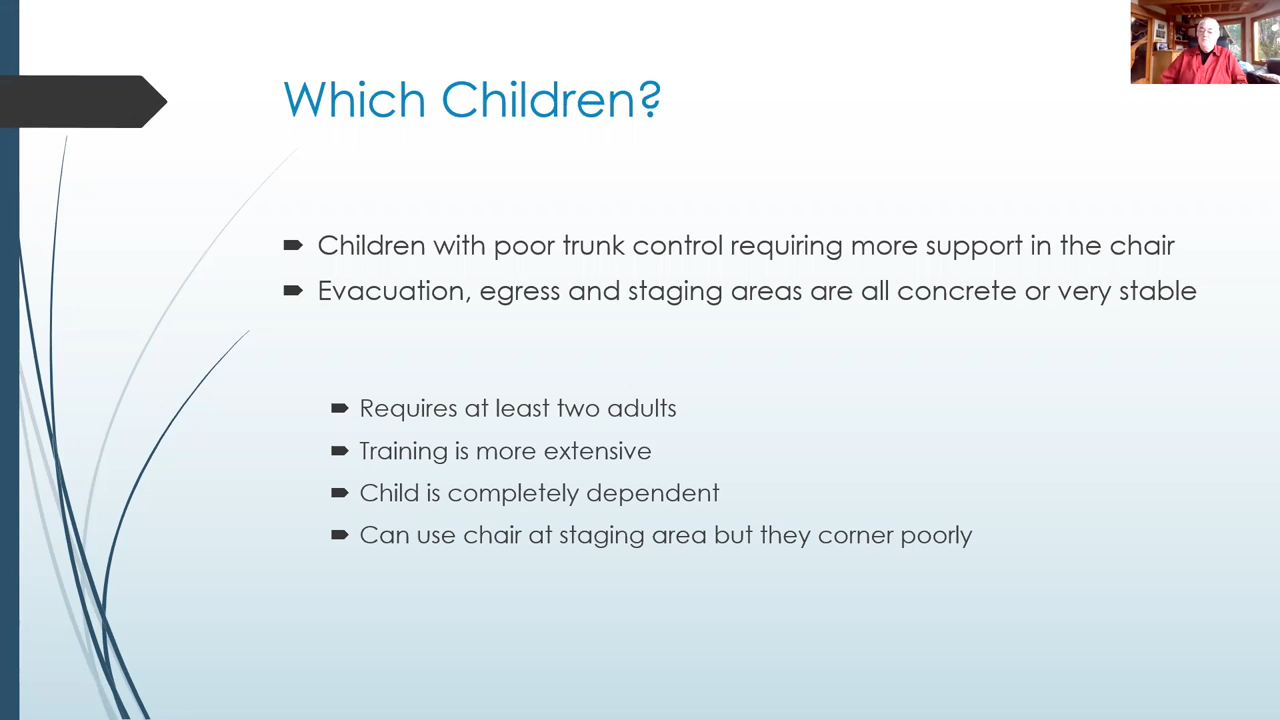 Which Children?
Children with poor trunk control requiring more support in the chair
Evacuation, egress and staging areas are all concrete or very stable
Requires at least two adults
Training is more extensive
Child is completely dependent
Can use chair at staging area but they corner poorly